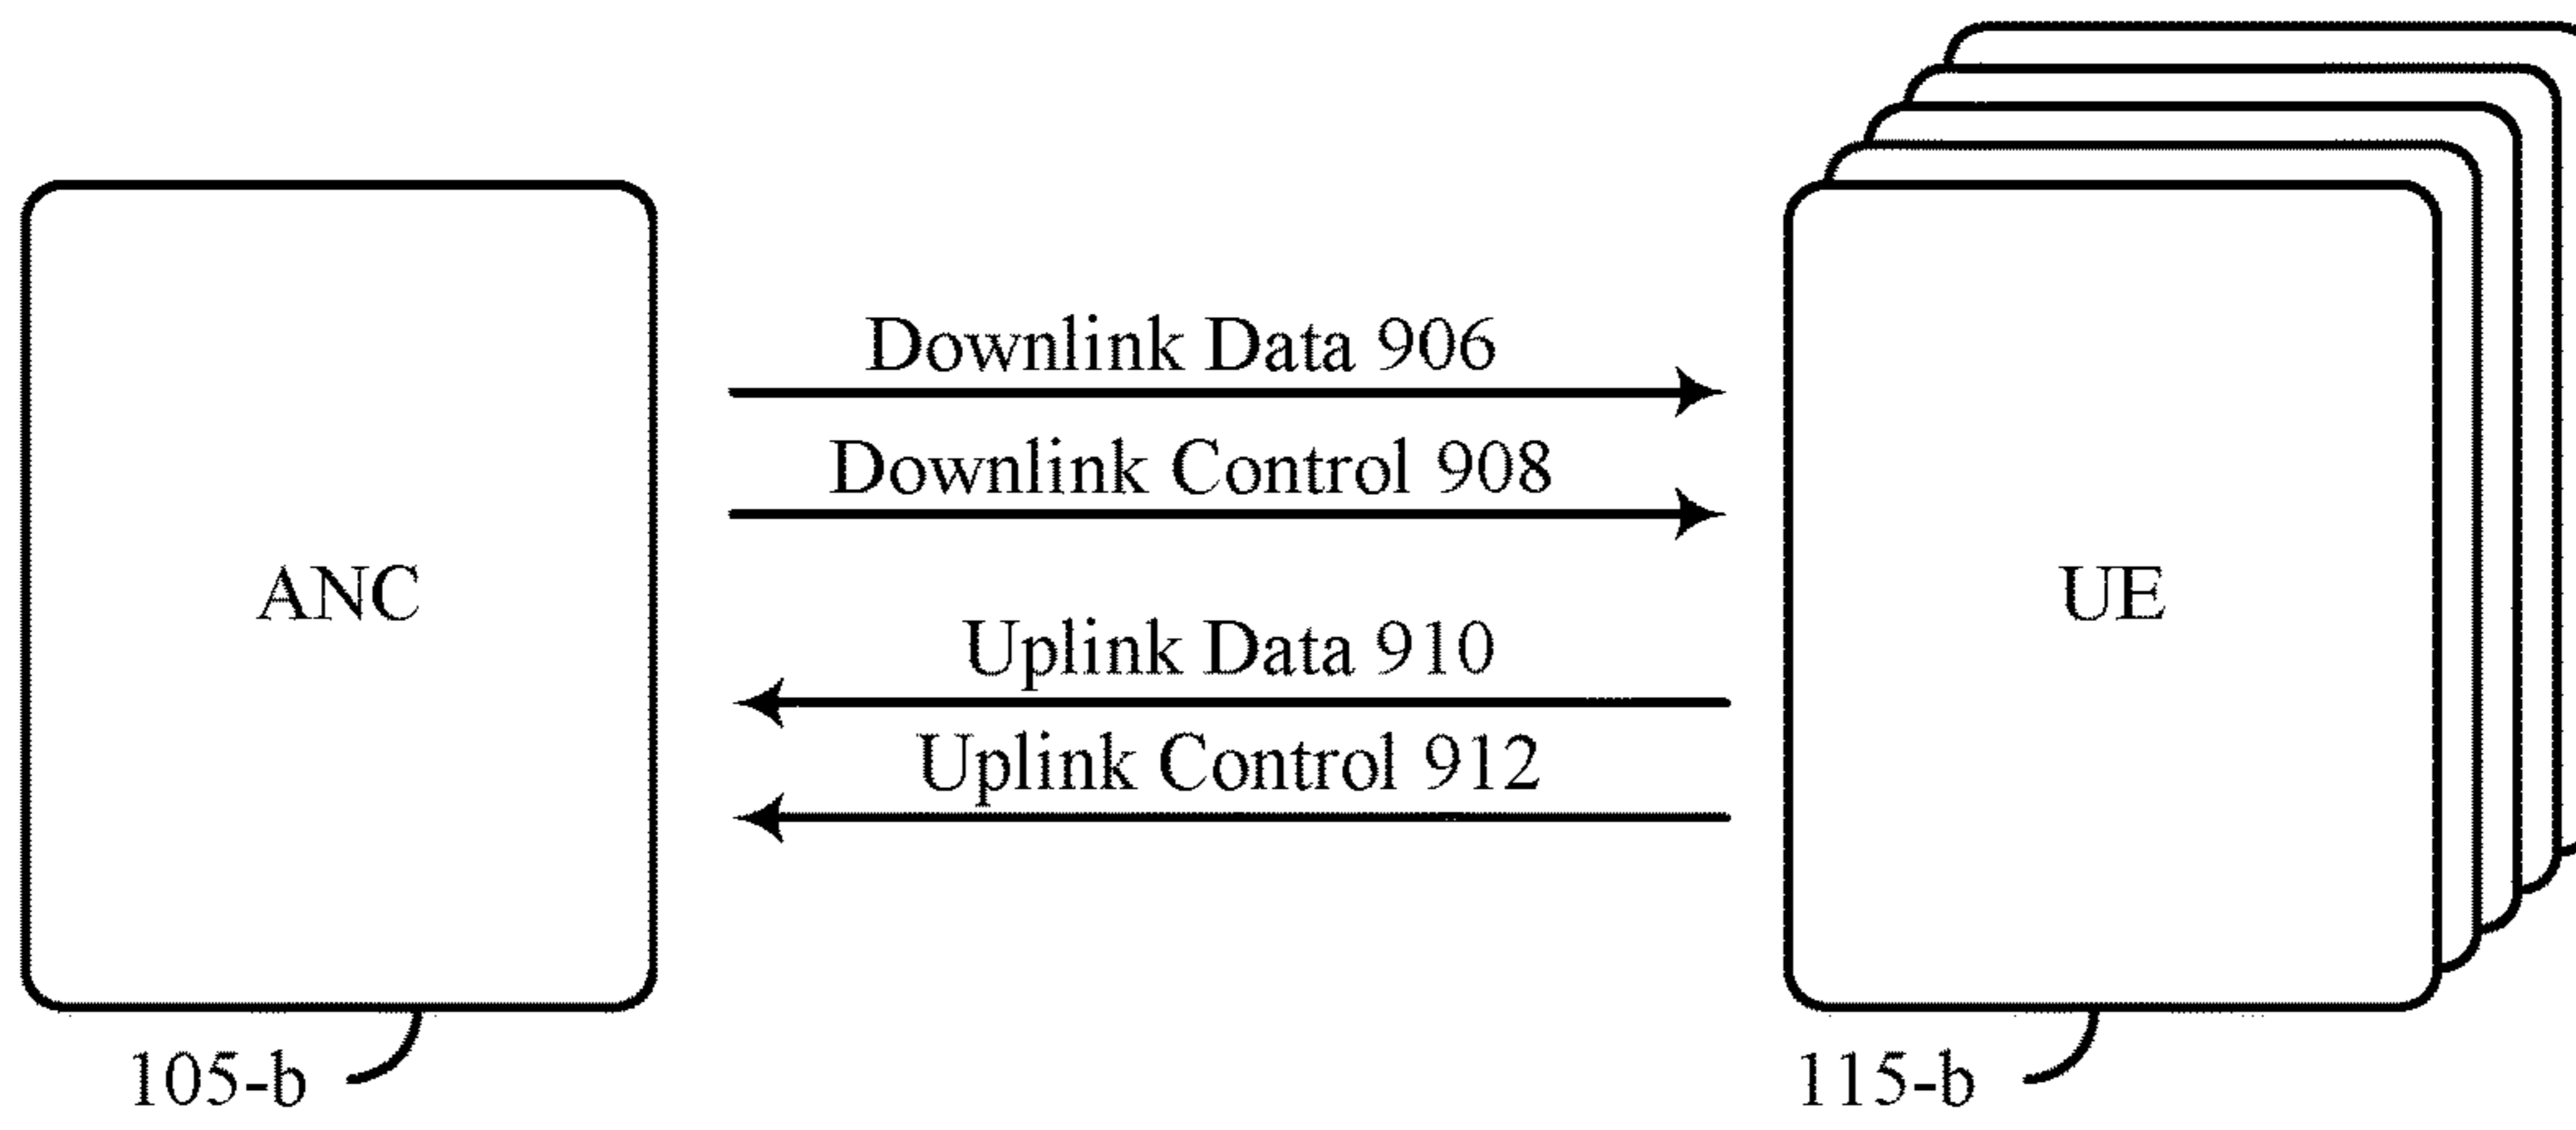 Downlink Data 906
Downlink Control 908
ANC
UE
Uplink Data 910
Uplink Control 912
105-b
115-b